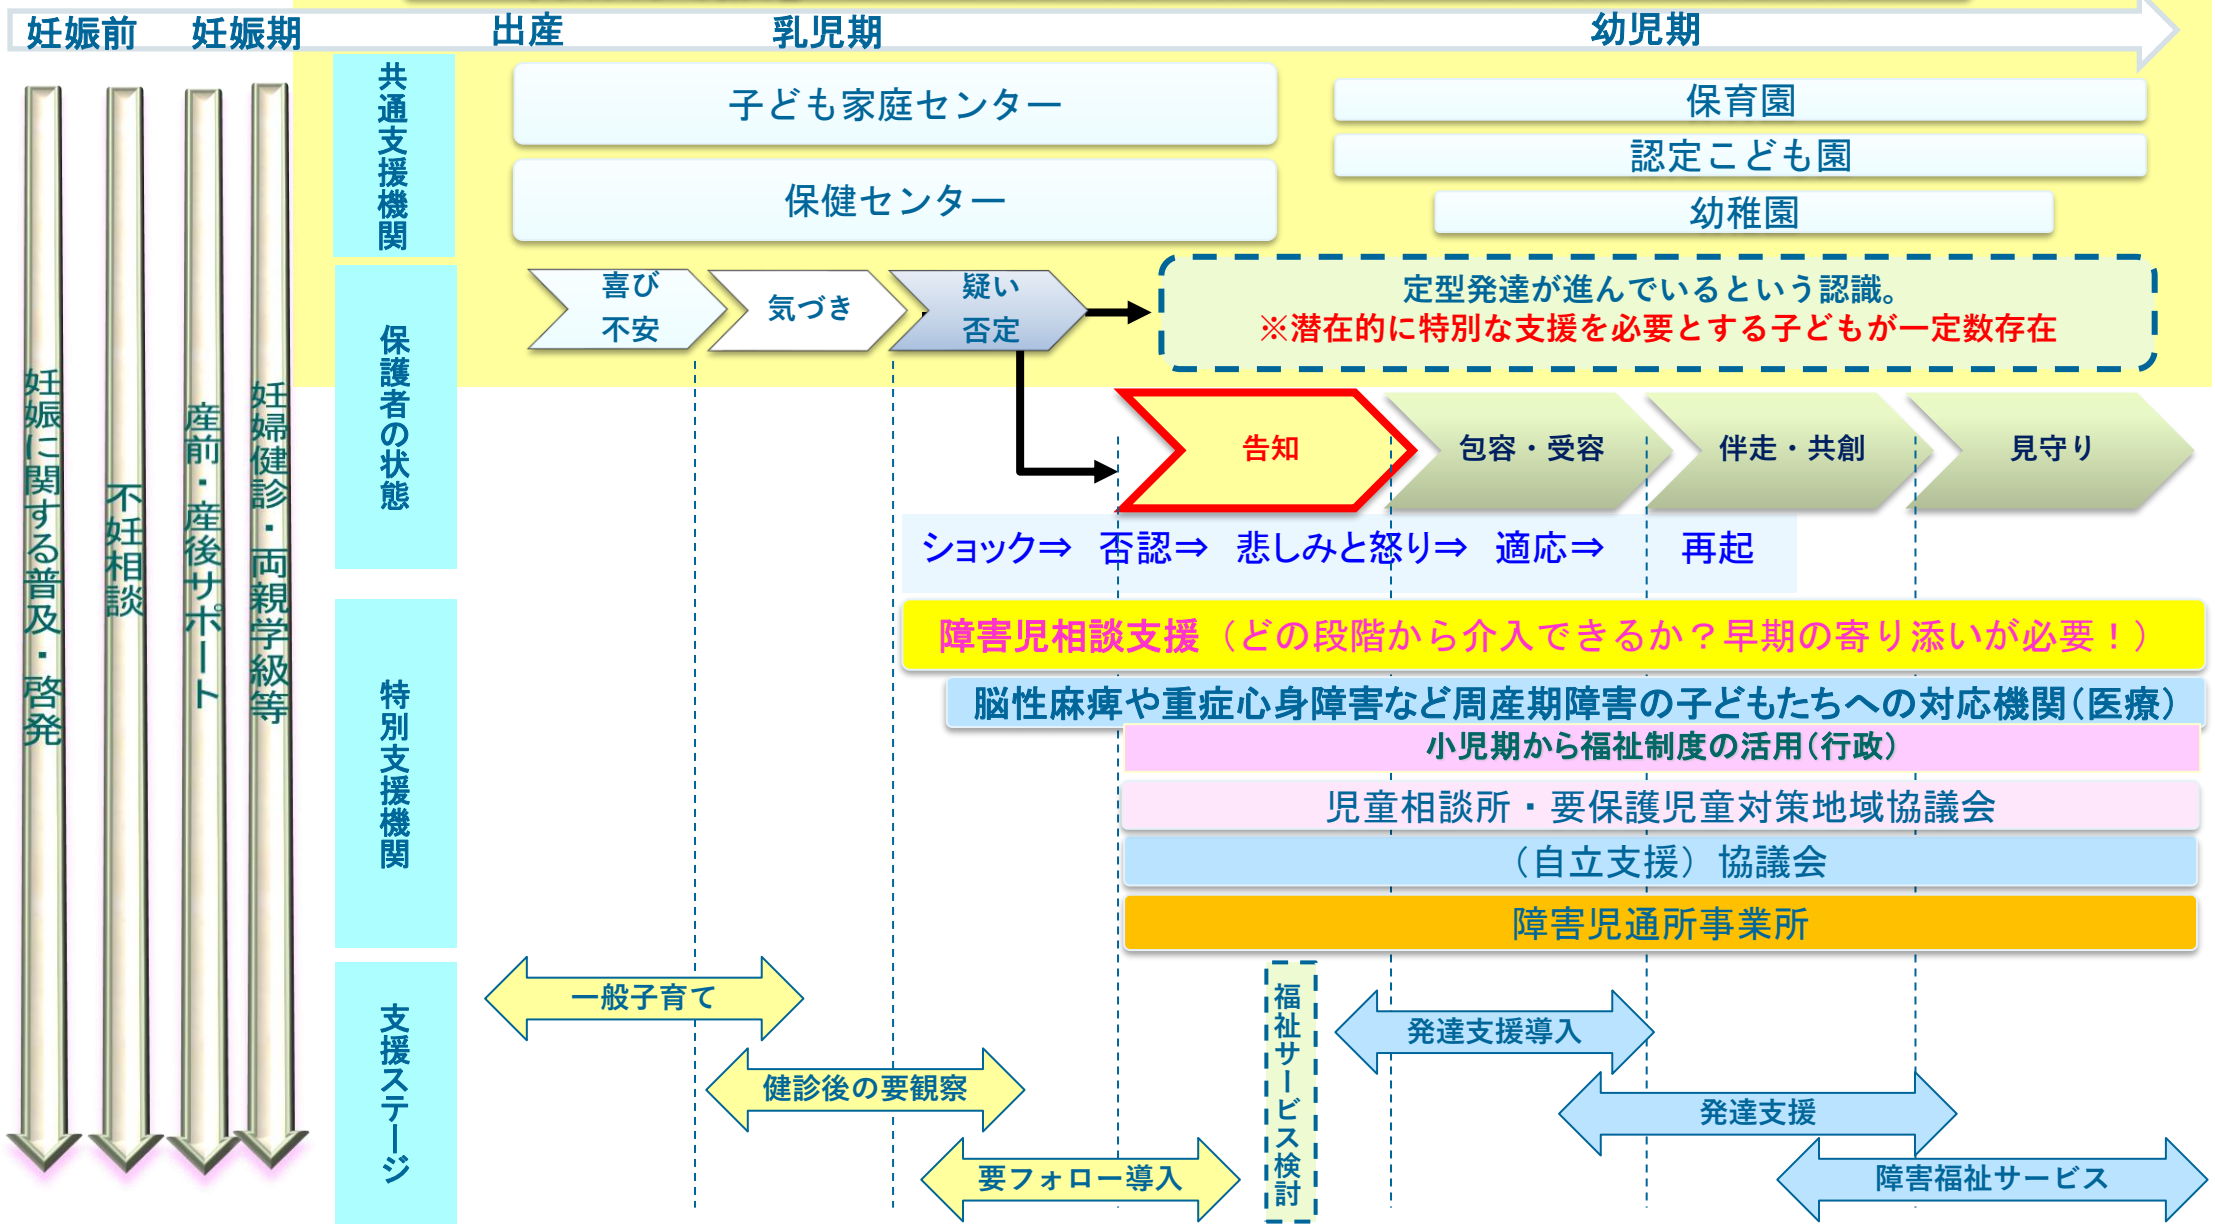 妊娠前
妊娠期
出産
乳児期
幼児期
妊娠に関する普及・啓発
不妊相談
産前・産後サポート
妊婦健診・両親学級等
共通支援機関
子ども家庭センター
保健センター
保育園
認定こども園
幼稚園
保護者の状態
喜び
不安
気づき
疑い
否定
定型発達が進んでいるという認識。
※潜在的に特別な支援を必要とする子どもが一定数存在
告知
包容・受容
伴走・共創
見守り
ショック⇒ 否認⇒ 悲しみと怒り⇒ 適応⇒ 再起
特別支援機関
障害児相談支援（どの段階から介入できるか？早期の寄り添いが必要！）
脳性麻痺や重症心身障害など周産期障害の子どもたちへの対応機関（医療）
小児期から福祉制度の活用（行政）
児童相談所・要保護児童対策地域協議会
（自立支援）協議会
障害児通所事業所
支援ステージ
一般子育て
健診後の要観察
要フォロー導入
福祉サービス検討
発達支援導入
発達支援
障害福祉サービス